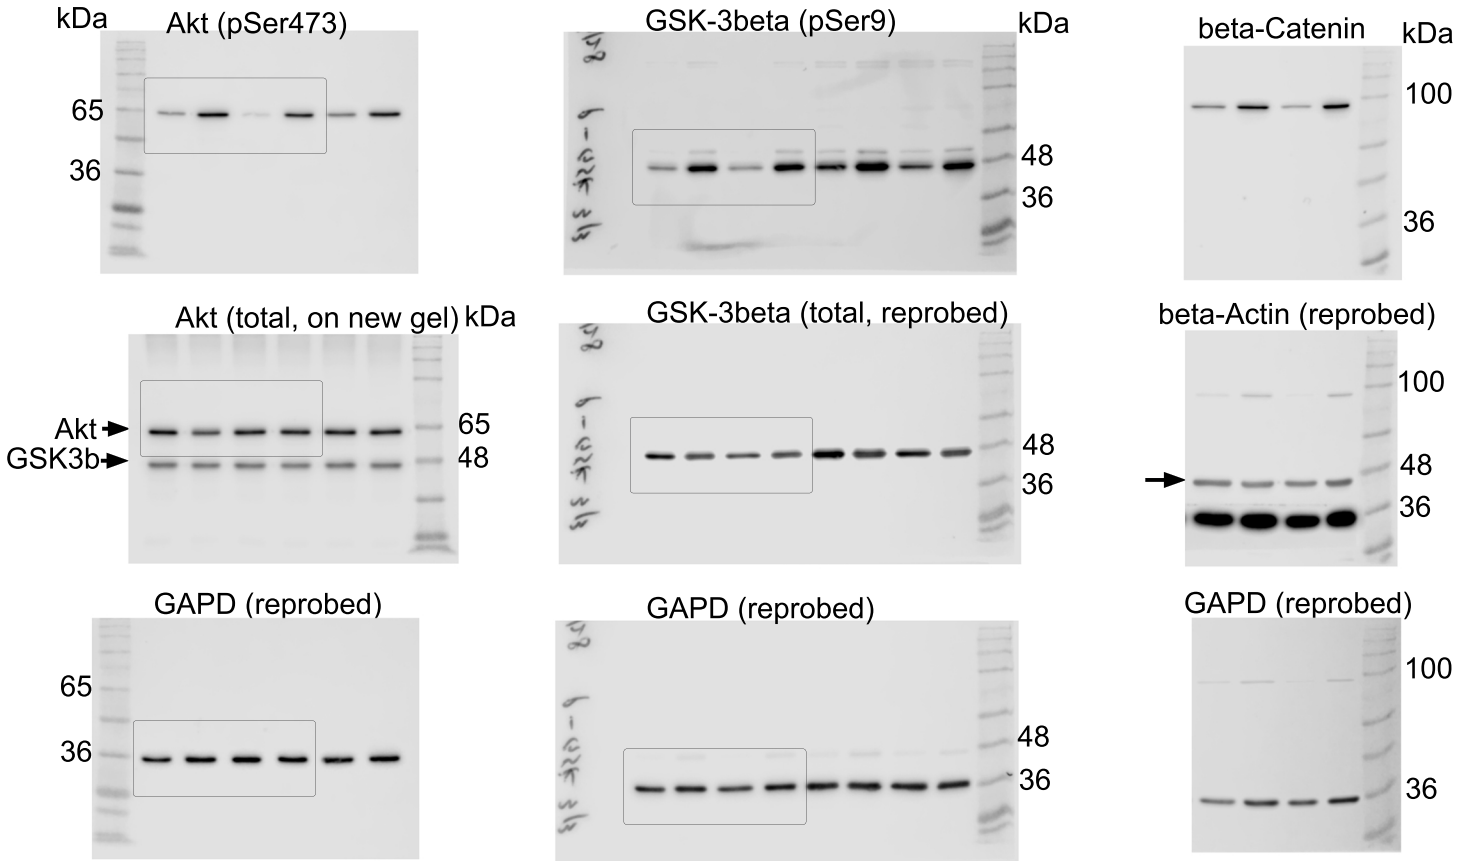 kDa
Akt (pSer473)
65
36
GSK-3beta (pSer9)
kDa
48
36
beta-Catenin
kDa
100
36
Akt (total, on new gel)
kDa
Akt
GSK3b
65
48
GSK-3beta (total, reprobed)
48
36
beta-Actin (reprobed)
100
48
36
GAPD (reprobed)
65
36
GAPD (reprobed)
48
36
GAPD (reprobed)
100
36